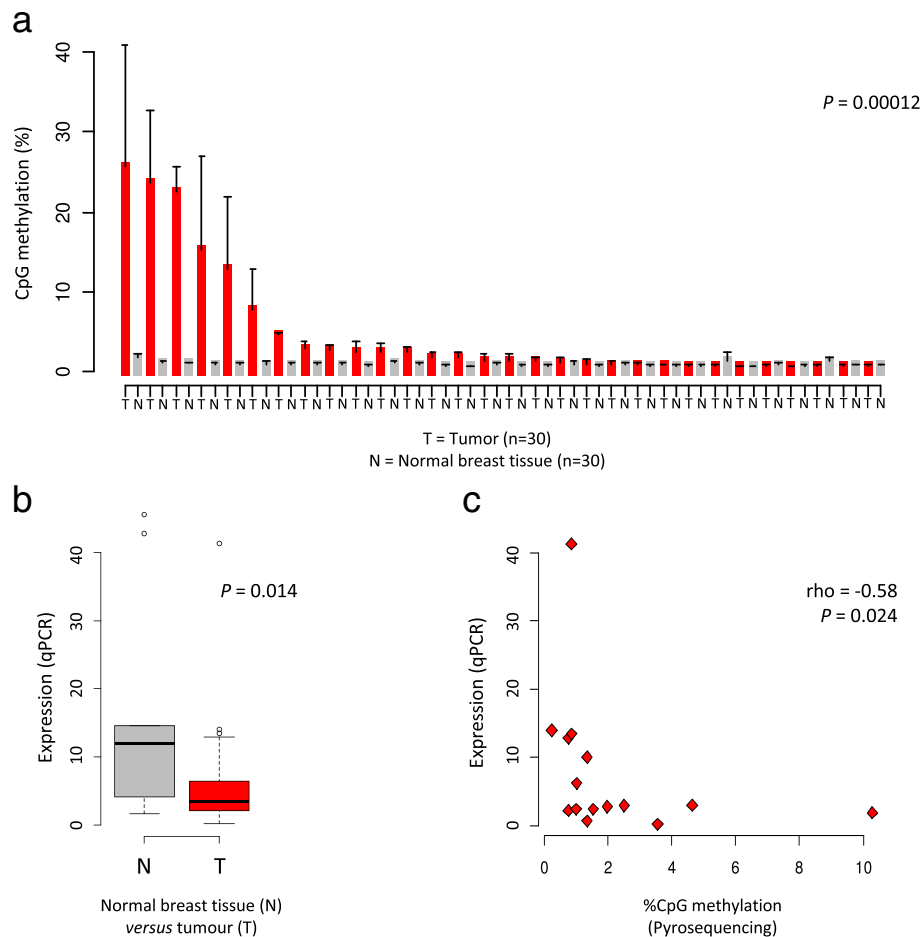 a
40
30
20
10
0
CpG methylation (%)
P = 0.00012
T N T N T N T N T N T N T N T N T N T N T N T N T N T N T N T N T N T N T N T N T N T N T N T N T N T N T N T N T N T N
T = Tumor (n=30)
N = Normal breast tissue (n=30)
b
40
30
20
10
0
Expression (qPCR)
P = 0.014
N T
Normal breast tissue (N)
versus tumour (T)
c
40
30
20
10
0
Expression (qPCR)
rho = -0.58
P = 0.024
0 2 4 6 8 10
%CpG methylation
(Pyrosequencing)